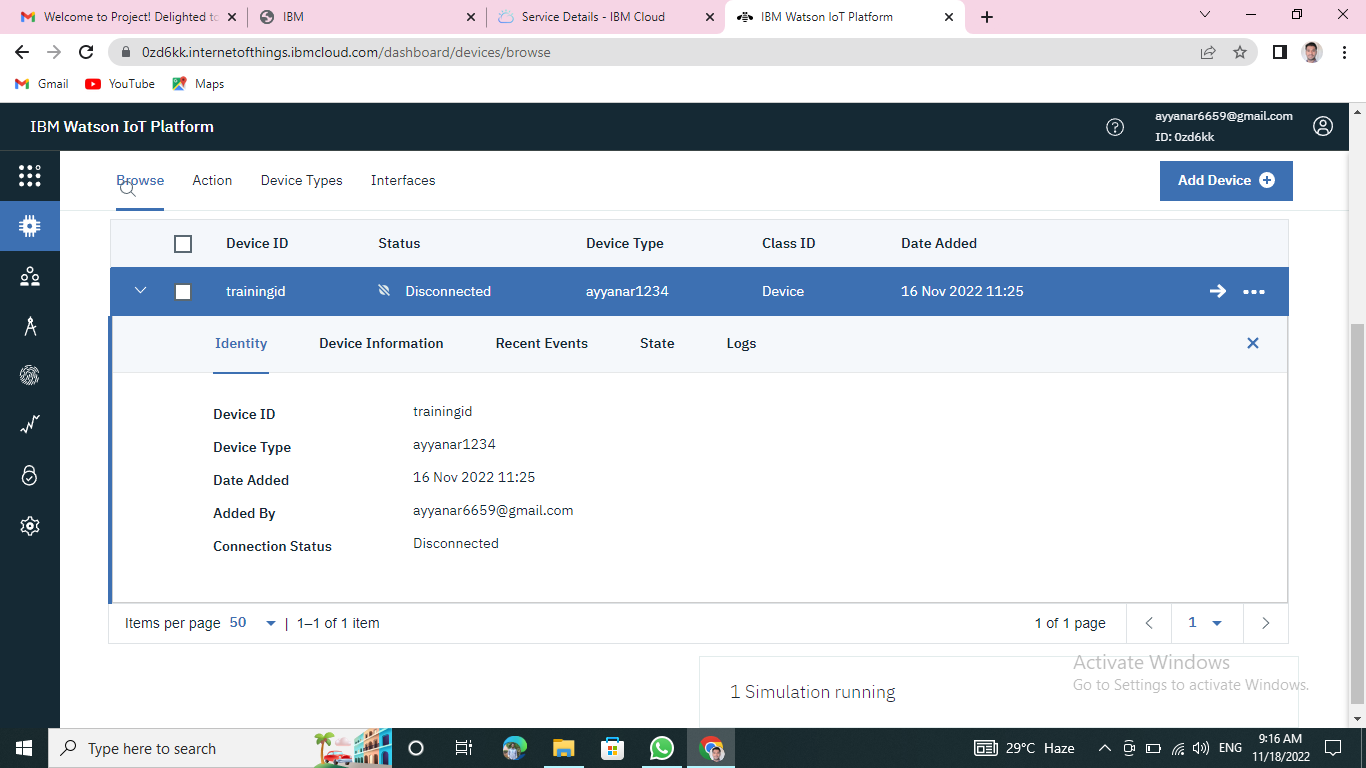 Welcome to Project! Delighted to
IBM
Service Details - IBM Cloud
IBM Watson IoT Platform
0zd6kk.internetofthings.ibmcloud.com/dashboard/devices/browse
Gmail
YouTube
Maps
IBM Watson IoT Platform
ayyanar6659@gmail.com
ID: 0zd6kk
Browse
Action
Device Types
Interfaces
Add Device
Device ID
Status
Device Type
Class ID
Date Added
trainingid
Disconnected
ayyanar1234
Device
16 Nov 2022 11:25
Identity
Device Information
Recent Events
State
Logs
Device ID
trainingid
Device Type
ayyanar1234
Date Added
16 Nov 2022 11:25
Added By
ayyanar6659@gmail.com
Connection Status
Disconnected
Items per page 50 | 1–1 of 1 item
1 of 1 page
1
Activate Windows
Go to Settings to activate Windows.
1 Simulation running
Type here to search
29°C Haze
ENG
9:16 AM
11/18/2022